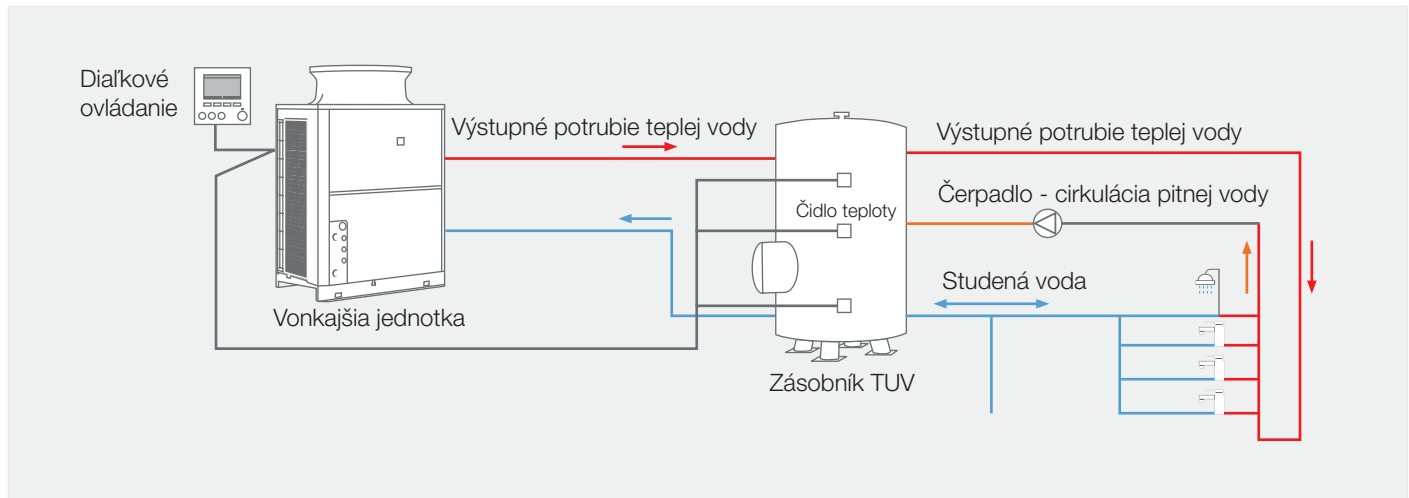 Diaľkové
ovládanie
Výstupné potrubie teplej vody
Výstupné potrubie teplej vody
Čerpadlo - cirkulácia pitnej vody
Čidlo teploty
Studená voda
Vonkajšia jednotka
Zásobník TUV